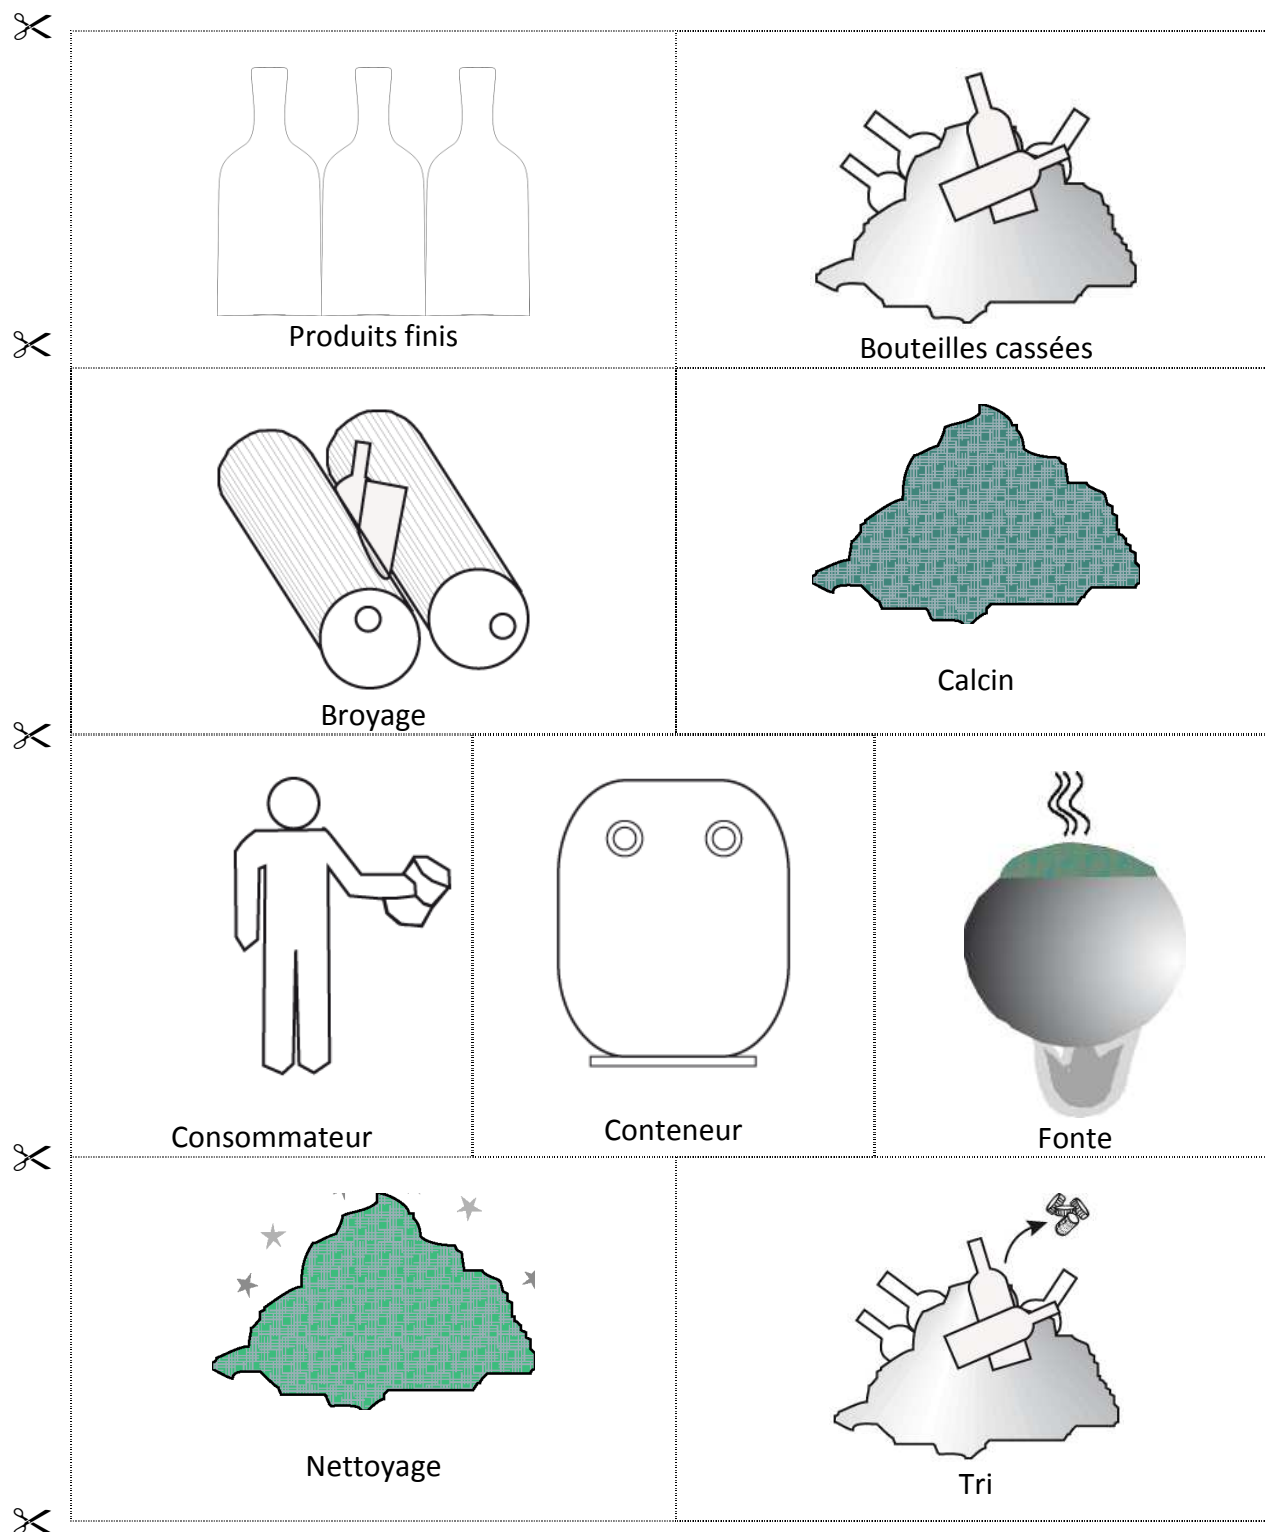 Produits finis
Bouteilles cassées
Broyage
Calcin
Consommateur
Conteneur
Fonte
Nettoyage
Tri